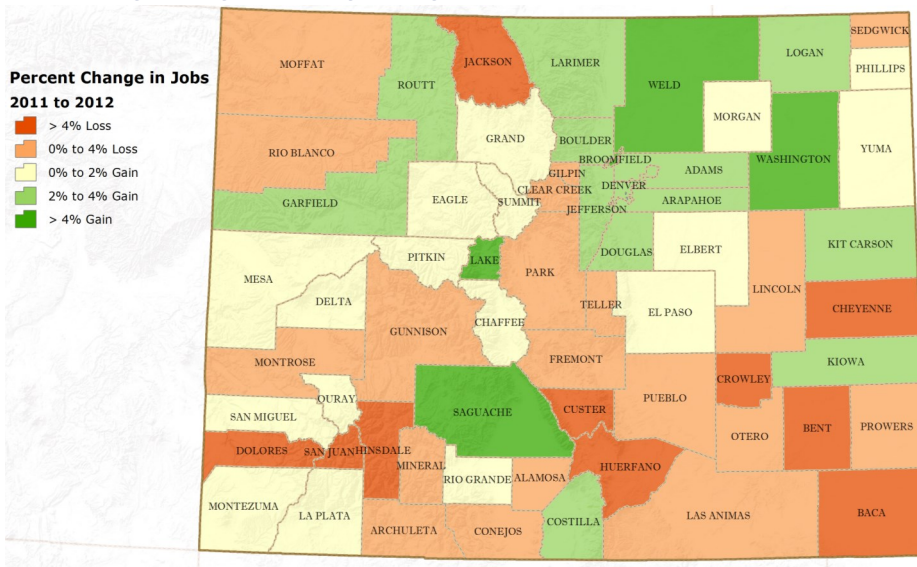 Percent Change in Jobs
2011 to 2012
> 4% Loss
0% to 4% Loss
0% to 2% Gain
2% to 4% Gain
> 4% Gain
MOFFAT
ROUTT
JACKSON
LARIMER
WELD
LOGAN
SEDGWICK
PHILLIPS
MORGAN
GRAND
BOULDER
RIO BLANCO
BROOMFIELD
WASHINGTON
YUMA
GILPIN
ADAMS
CLEAR CREEK
DENVER
GARFIELD
EAGLE
SUMMIT
JEFFERSON
ARAPAHOE
PITKIN
LAKE
DOUGLAS
ELBERT
KIT CARSON
MESA
PARK
DELTA
TELLER
LINCOLN
CHEYENNE
GUNNISON
CHAFFEE
EL PASO
MONTROSE
FREMONT
KIOWA
CROWLEY
OURAY
PUEBLO
SAN MIGUEL
SAGUACHE
CUSTER
OTERO
BENT
PROWERS
DOLORES
SAN JUAN
HINSDALE
MINERAL
HUERFANO
RIO GRANDE
ALAMOSA
MONTEZUMA
LA PLATA
COSTILLA
LAS ANIMAS
BACA
ARCHULETA
CONEJOS